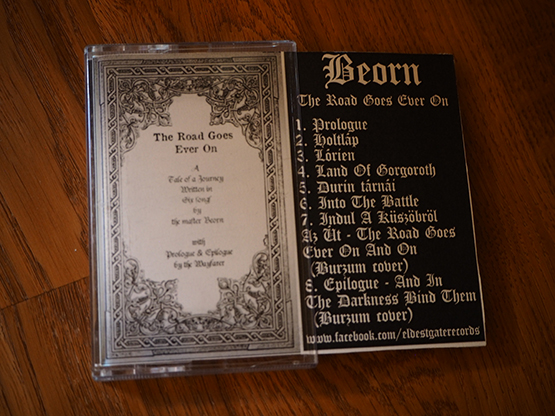 The Road Goes
Ever On
A
Tale of a Journey
Written in
six songs
by
the master Beorn
with
Prologue & Epilogue
by the Wayfarer
Beorn
The Road Goes Ever On
1. Prologue
2. Holtláp
3. Lórien
4. Land Of Gorgoroth
5. Durin tárnái
6. Into The Battle
7. Indul A Küszöbröl
Az Út - The Road Goes
Ever On And On
(Burzum cover)
8. Epilogue - And In
The Darkness Bind Them
(Burzum cover)
www.facebook.com/eldestgaterecords